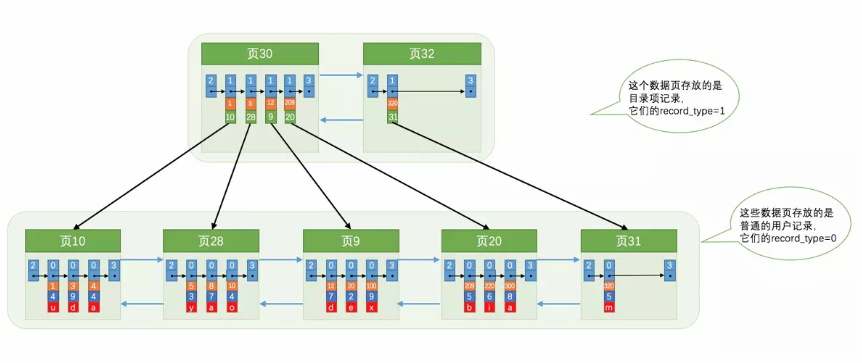 页30
页32
2 1 1 1 1 3
2 1 3
1 5 12 209
320
10 28 9 20
31
这个数据页存放的是
目录项记录,
它们的record_type=1
这些数据页存放的是
普通的用户记录,
它们的record_type=0
页10
页28
页9
页20
页31
2 0 0 0 3
2 0 0 0 3
2 0 0 0 3
2 0 0 0 3
2 0 3
1 3 4
5 8 10
12 20 100
209 220 300
320
4 9 4
3 7 4
7 2 9
5 6 8
5
u d a
y a o
d e x
b i a
m